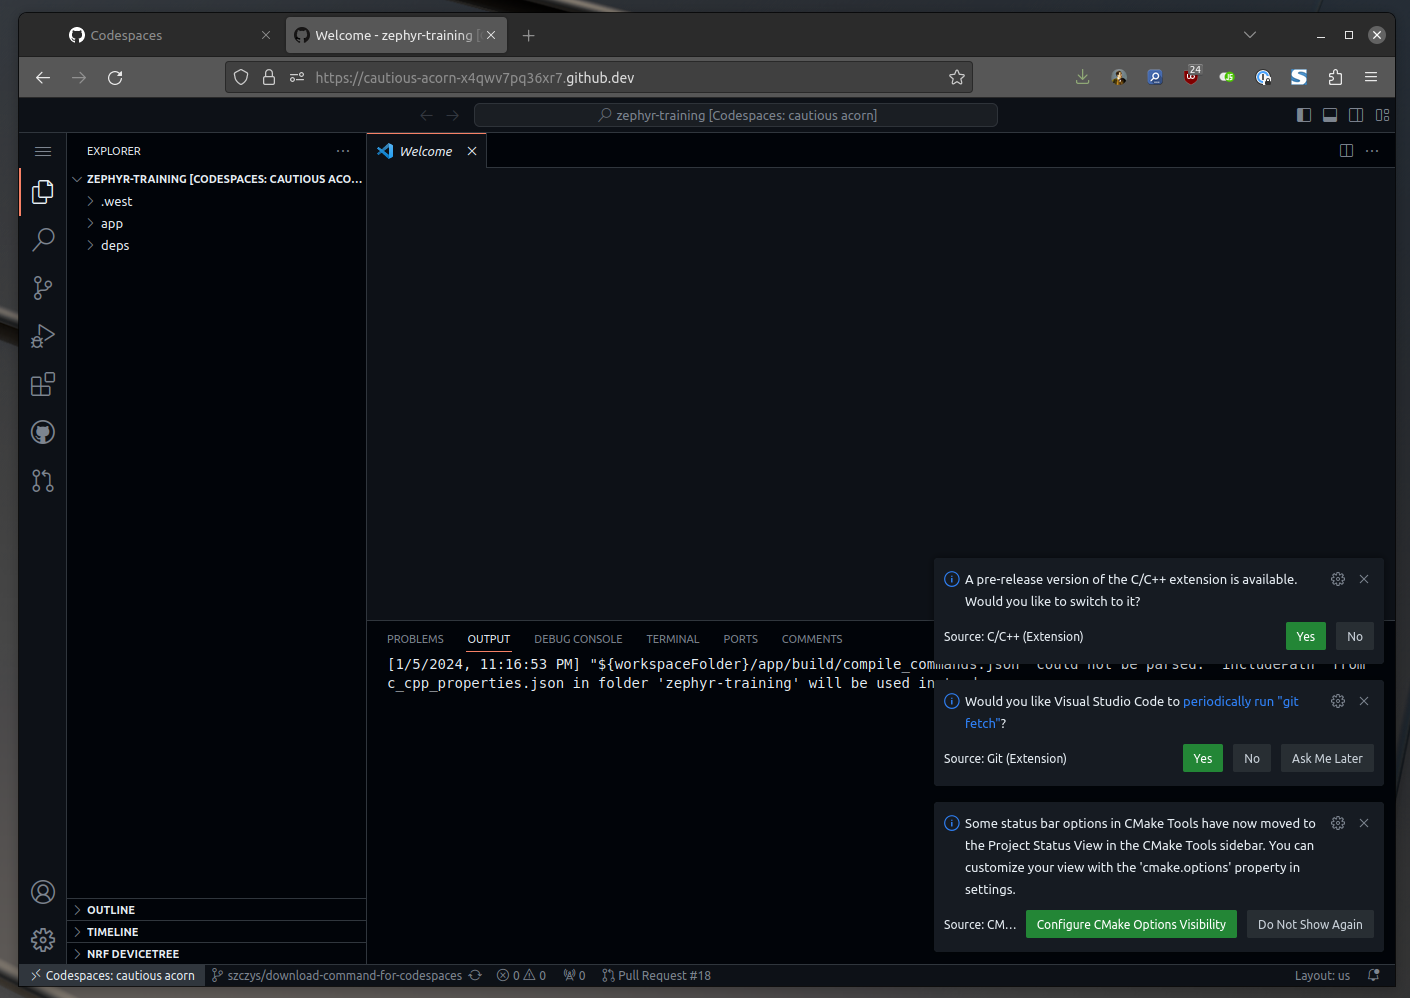 Codespaces
Welcome - zephyr-training [
https://cautious-acorn-x4qwv7pq36xr7.github.dev
24
zephyr-training [Codespaces: cautious acorn]
EXPLORER
Welcome
ZEPHYR-TRAINING [CODESPACES: CAUTIOUS ACO...
.west
app
deps
A pre-release version of the C/C++ extension is available.
Would you like to switch to it?
Source: C/C++ (Extension)
Yes
No
PROBLEMS
OUTPUT
DEBUG CONSOLE
TERMINAL
PORTS
COMMENTS
[1/5/2024, 11:16:53 PM] "${workspaceFolder}/app/build/compile_commands.json" could not be parsed. 'includePath' from
c_cpp_properties.json in folder 'zephyr-training' will be used
Would you like Visual Studio Code to periodically run "git
fetch"?
Source: Git (Extension)
Yes
No
Ask Me Later
Some status bar options in CMake Tools have now moved to
the Project Status View in the CMake Tools sidebar. You can
customize your view with the 'cmake.options' property in
settings.
Source: CM...
Configure CMake Options Visibility
Do Not Show Again
OUTLINE
TIMELINE
NRF DEVICETREE
Codespaces: cautious acorn
szczys/download-command-for-codespaces
0
0
0
Pull Request #18
Layout: us